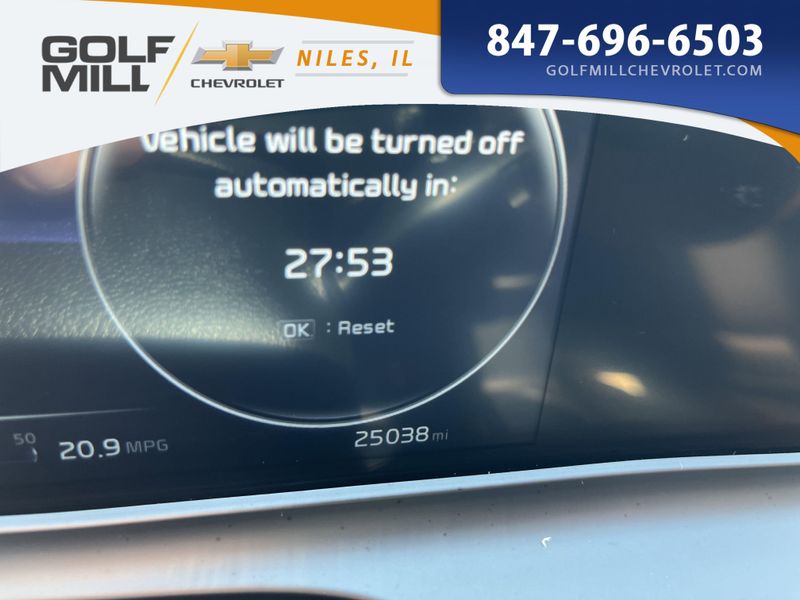 GOLF
MILL
CHEVROLET
NILES, IL
847-696-6503
GOLFMILLCHEVROLET.COM
Vehicle will be turned off
automatically in:
27:53
OK : Reset
50
20.9 MPG
25038 mi